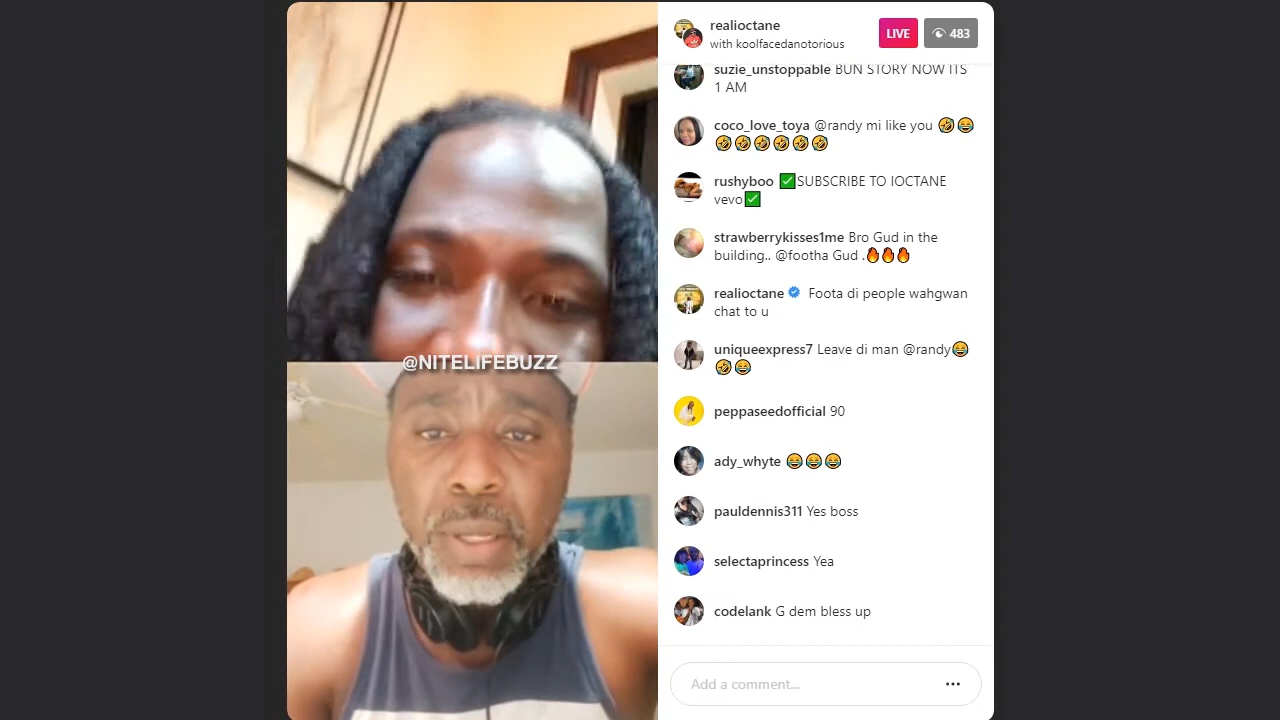 realioctane
with koolfacedanotorious
LIVE
483
suzie_unstoppable BUN STORY NOW ITS
1 AM
coco_love_toya @randy mi like you 🤣😂
🤣🤣🤣🤣🤣🤣
rushyboo ✅SUBSCRIBE TO IOCTANE
vevo✅
strawberrykisses1me Bro Gud in the
building.. @footha Gud .🔥🔥🔥
realioctane Foota di people wahgwan
chat to u
uniqueexpress7 Leave di man @randy😂
🤣😂
peppaseedofficial 90
ady_whyte 😂😂😂
pauldennis311 Yes boss
selectaprincess Yea
codelank G dem bless up
Add a comment...
@NITELIFEBUZZ